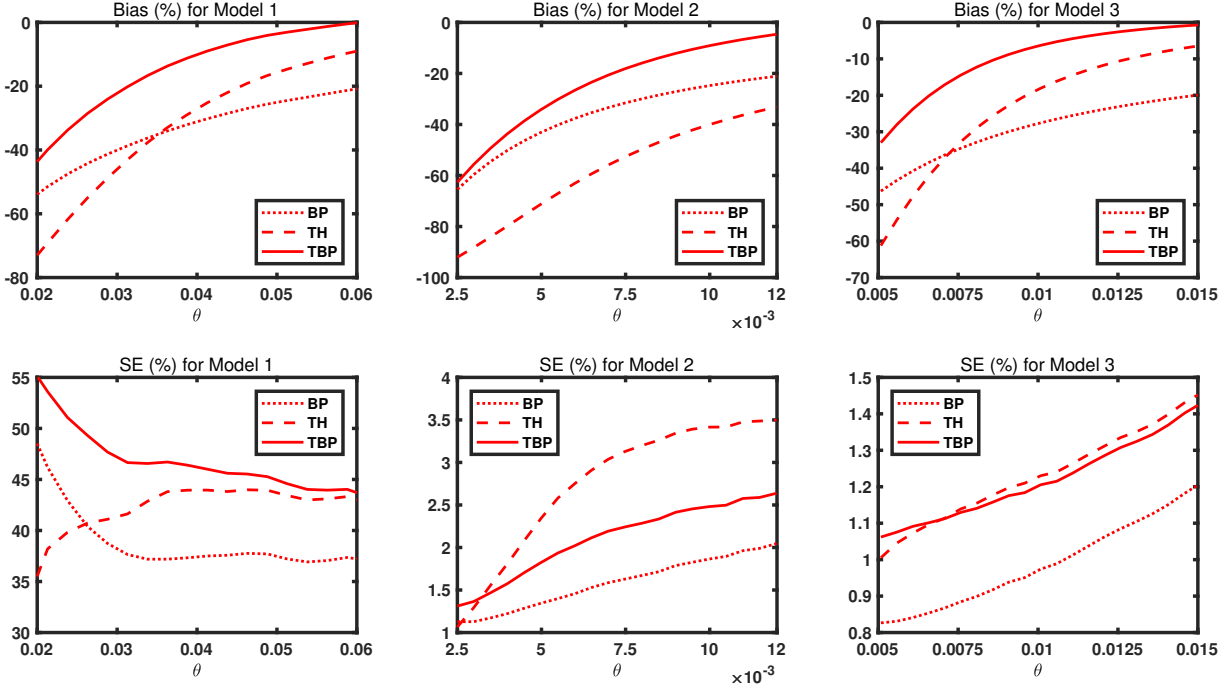 Bias (%) for Model 1
0
-20
-40
-60
-80
0.02 0.03 0.04 0.05 0.06
θ
BP
TH
TBP
Bias (%) for Model 2
0
-20
-40
-60
-80
-100
2.5 5 7.5 10 12
θ
×10-3
BP
TH
TBP
Bias (%) for Model 3
0
-10
-20
-30
-40
-50
-60
-70
0.005 0.0075 0.01 0.0125 0.015
θ
BP
TH
TBP
SE (%) for Model 1
55
50
45
40
35
30
0.02 0.03 0.04 0.05 0.06
θ
BP
TH
TBP
SE (%) for Model 2
4
3.5
3
2.5
2
1.5
1
2.5 5 7.5 10 12
θ
×10-3
BP
TH
TBP
SE (%) for Model 3
1.5
1.4
1.3
1.2
1.1
1
0.9
0.8
0.005 0.0075 0.01 0.0125 0.015
θ
BP
TH
TBP